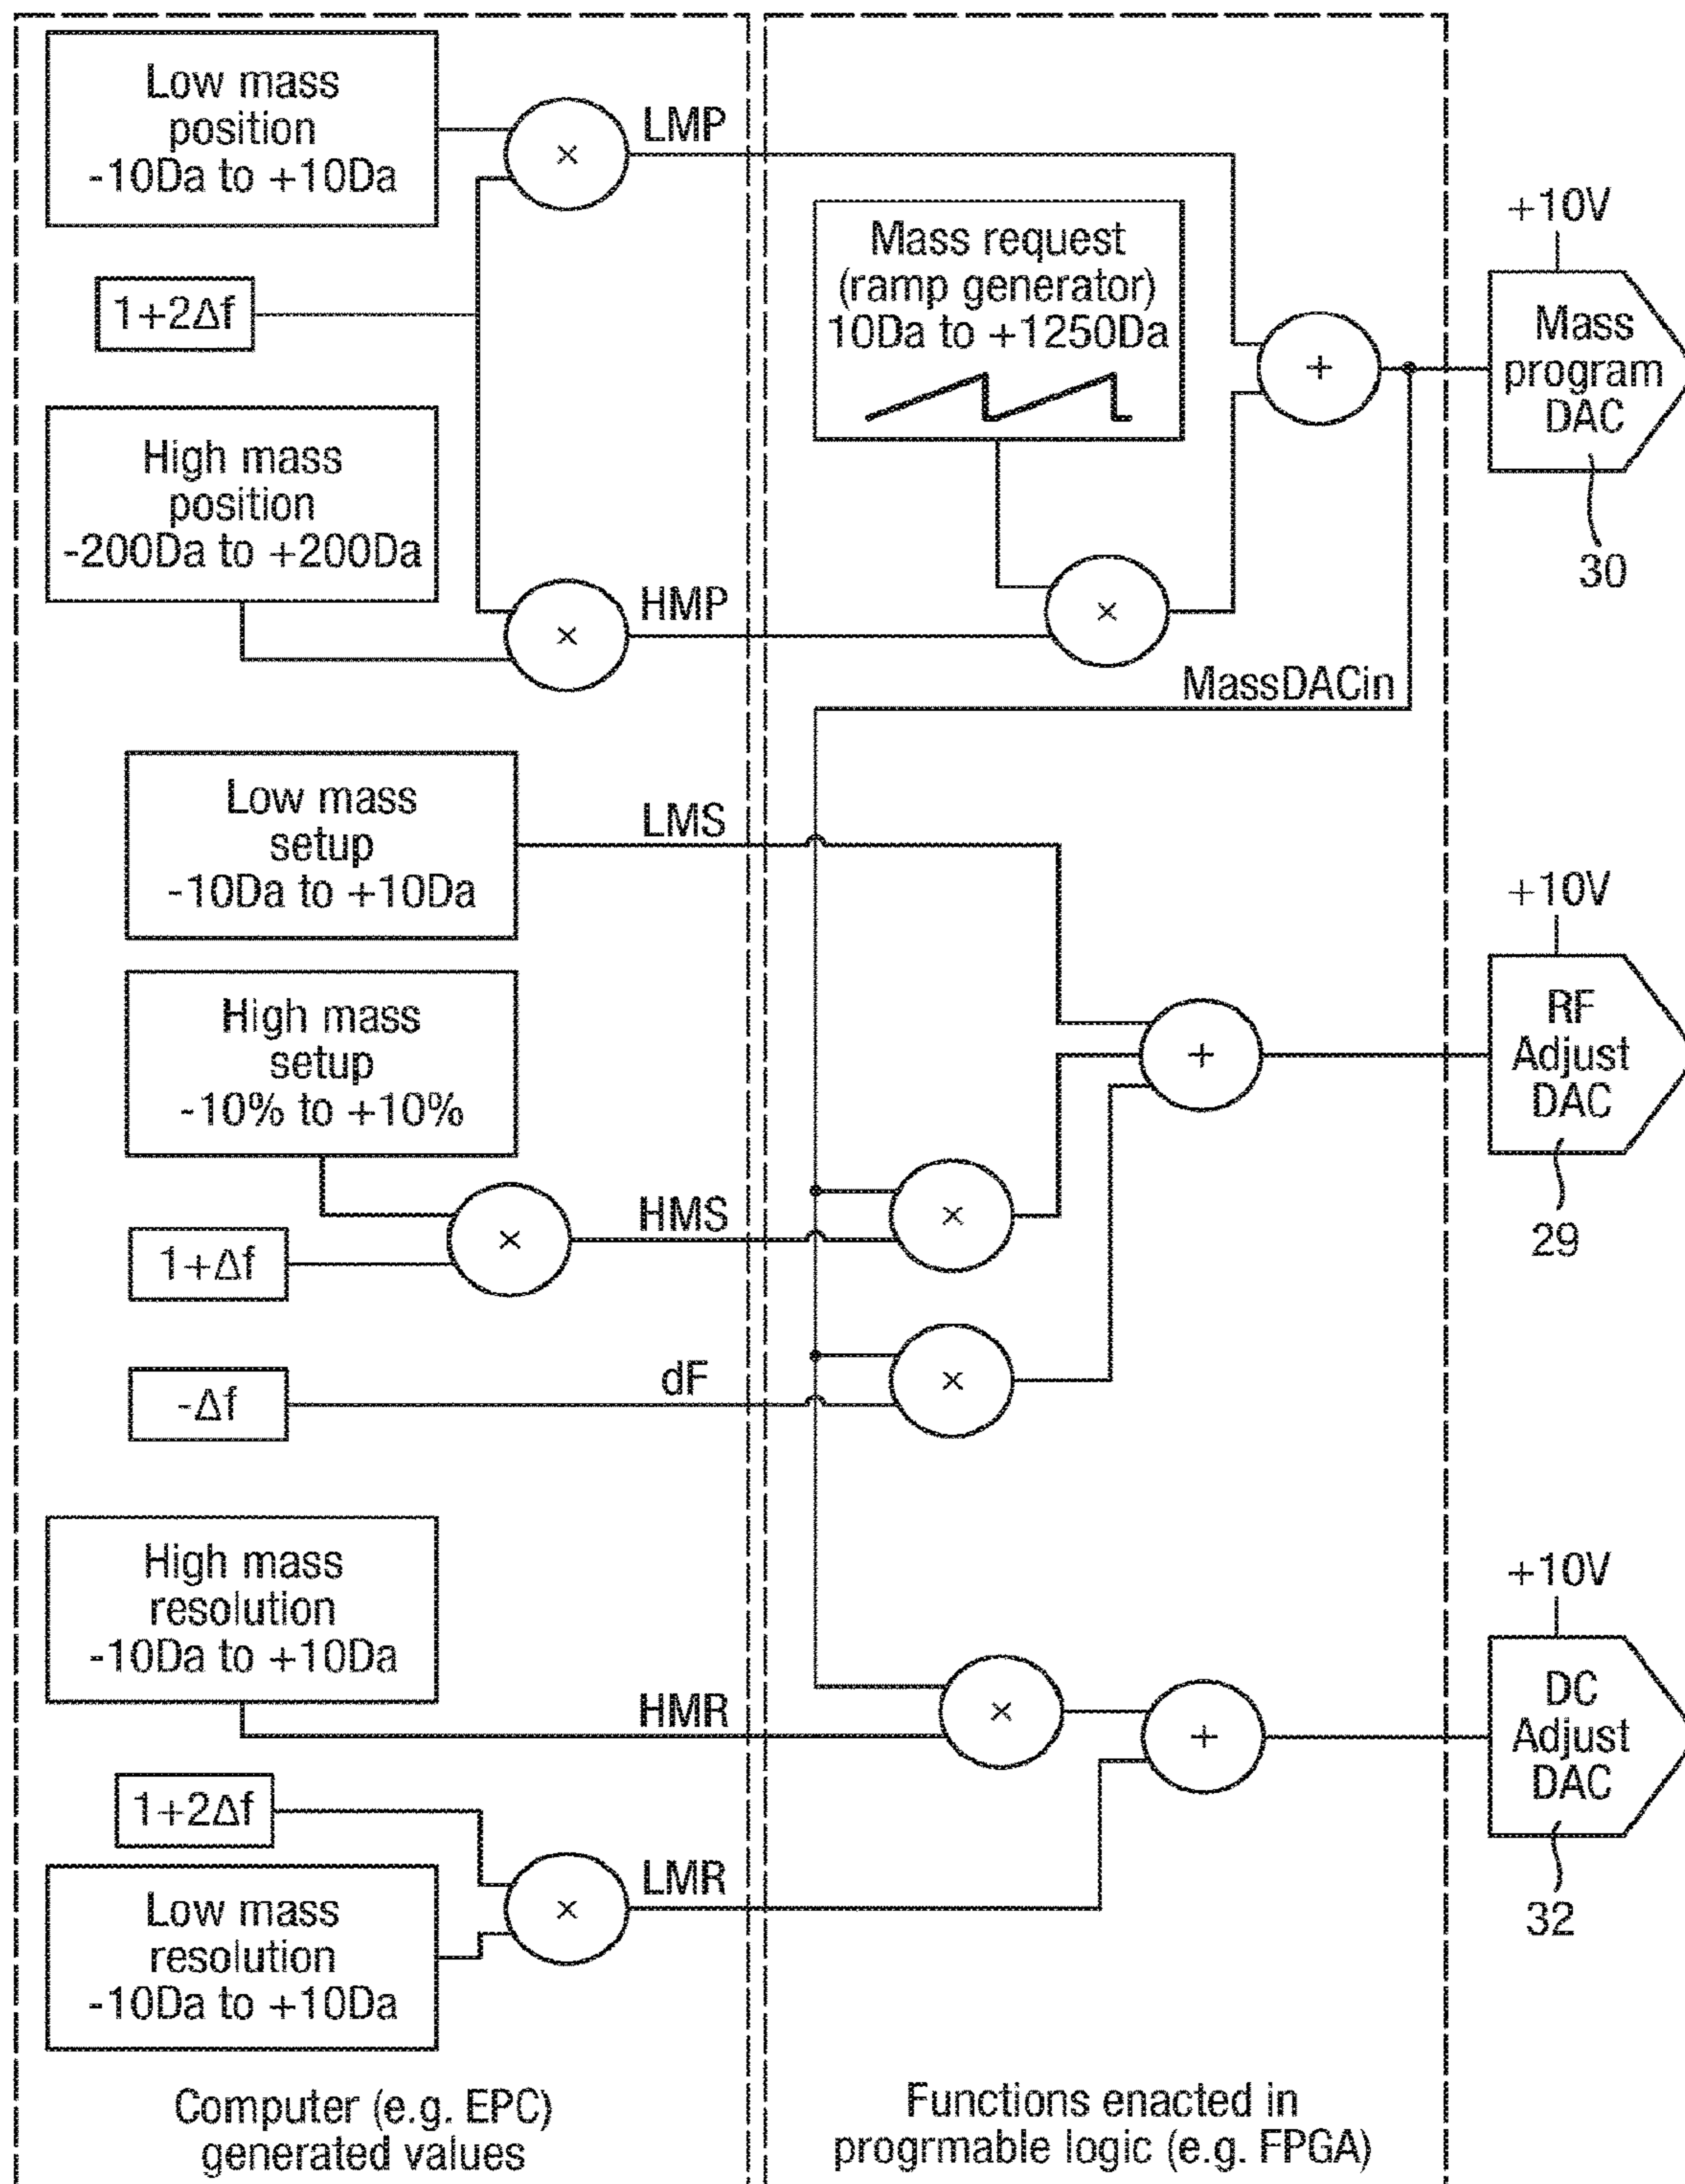 Low mass
position
-10Da to +10Da
×
LMP
1+2Δf
High mass
position
-200Da to +200Da
×
HMP
Mass request
(ramp generator)
10Da to +1250Da
×
+
MassDACin
+10V
Mass
program
DAC
30
Low mass
setup
-10Da to +10Da
LMS
High mass
setup
-10% to +10%
1+Δf
×
HMS
×
-Δf
dF
×
+
+10V
RF
Adjust
DAC
29
High mass
resolution
-10Da to +10Da
HMR
×
+
1+2Δf
Low mass
resolution
-10Da to +10Da
×
LMR
+10V
DC
Adjust
DAC
32
Computer (e.g. EPC)
generated values
Functions enacted in
progrmable logic (e.g. FPGA)